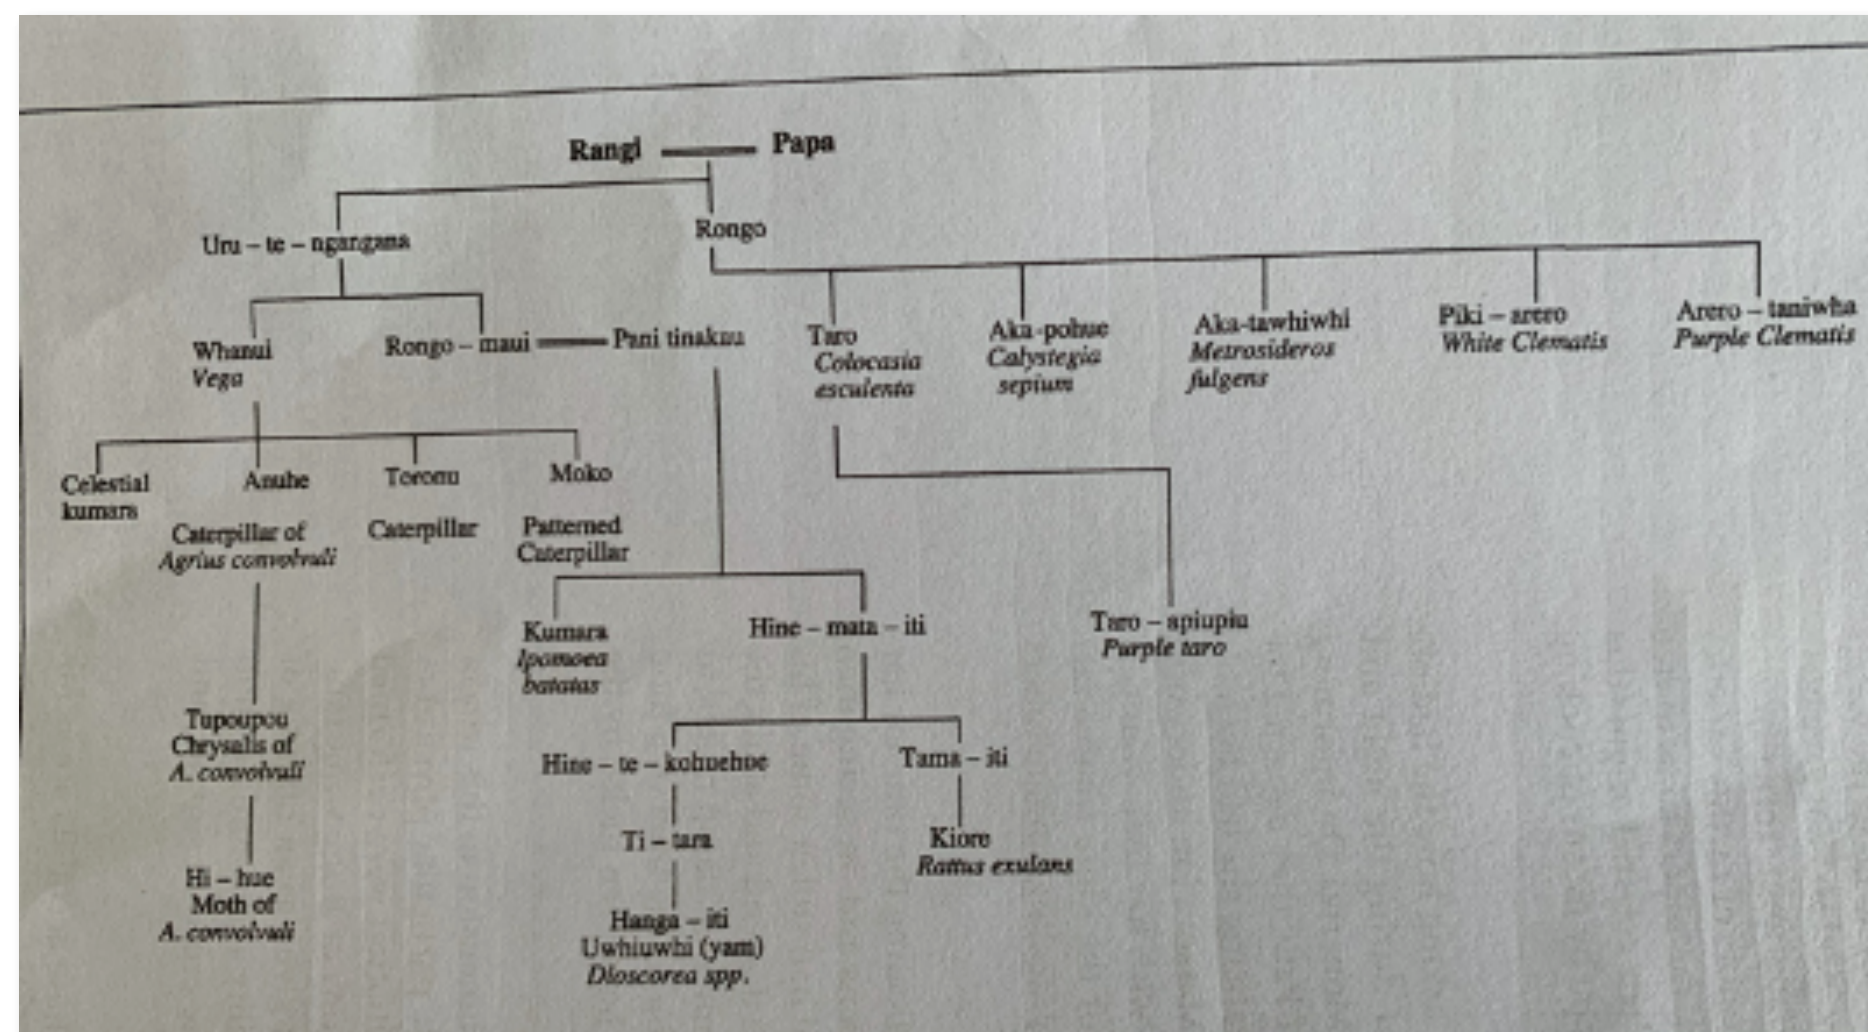 Rangi Papa
Uru – te – ngangana
Rongo
Whanui
Vega
Rongo – maui
Pani tinakuu
Taro
Colocasia
esculenta
Aka-pohue
Calystegia
sepium
Aka-tawhiwhi
Metrosideros
fulgens
Piki – arero
White Clematis
Arero – taniwha
Purple Clematis
Celestial
kumara
Anuhe
Caterpillar of
Agrius convolvuli
Toronu
Caterpillar
Moko
Patterned
Caterpillar
Kumara
Ipomoea
batatas
Hine – mata – iti
Taro – apiupiu
Purple taro
Tupoupou
Chrysalis of
A. convolvuli
Hine – te – kohuehue
Tama – iti
Ti – tara
Kiore
Rattus exulans
Hi – hue
Moth of
A. convolvuli
Hanga – iti
Uwhiuwhi (yam)
Dioscorea spp.